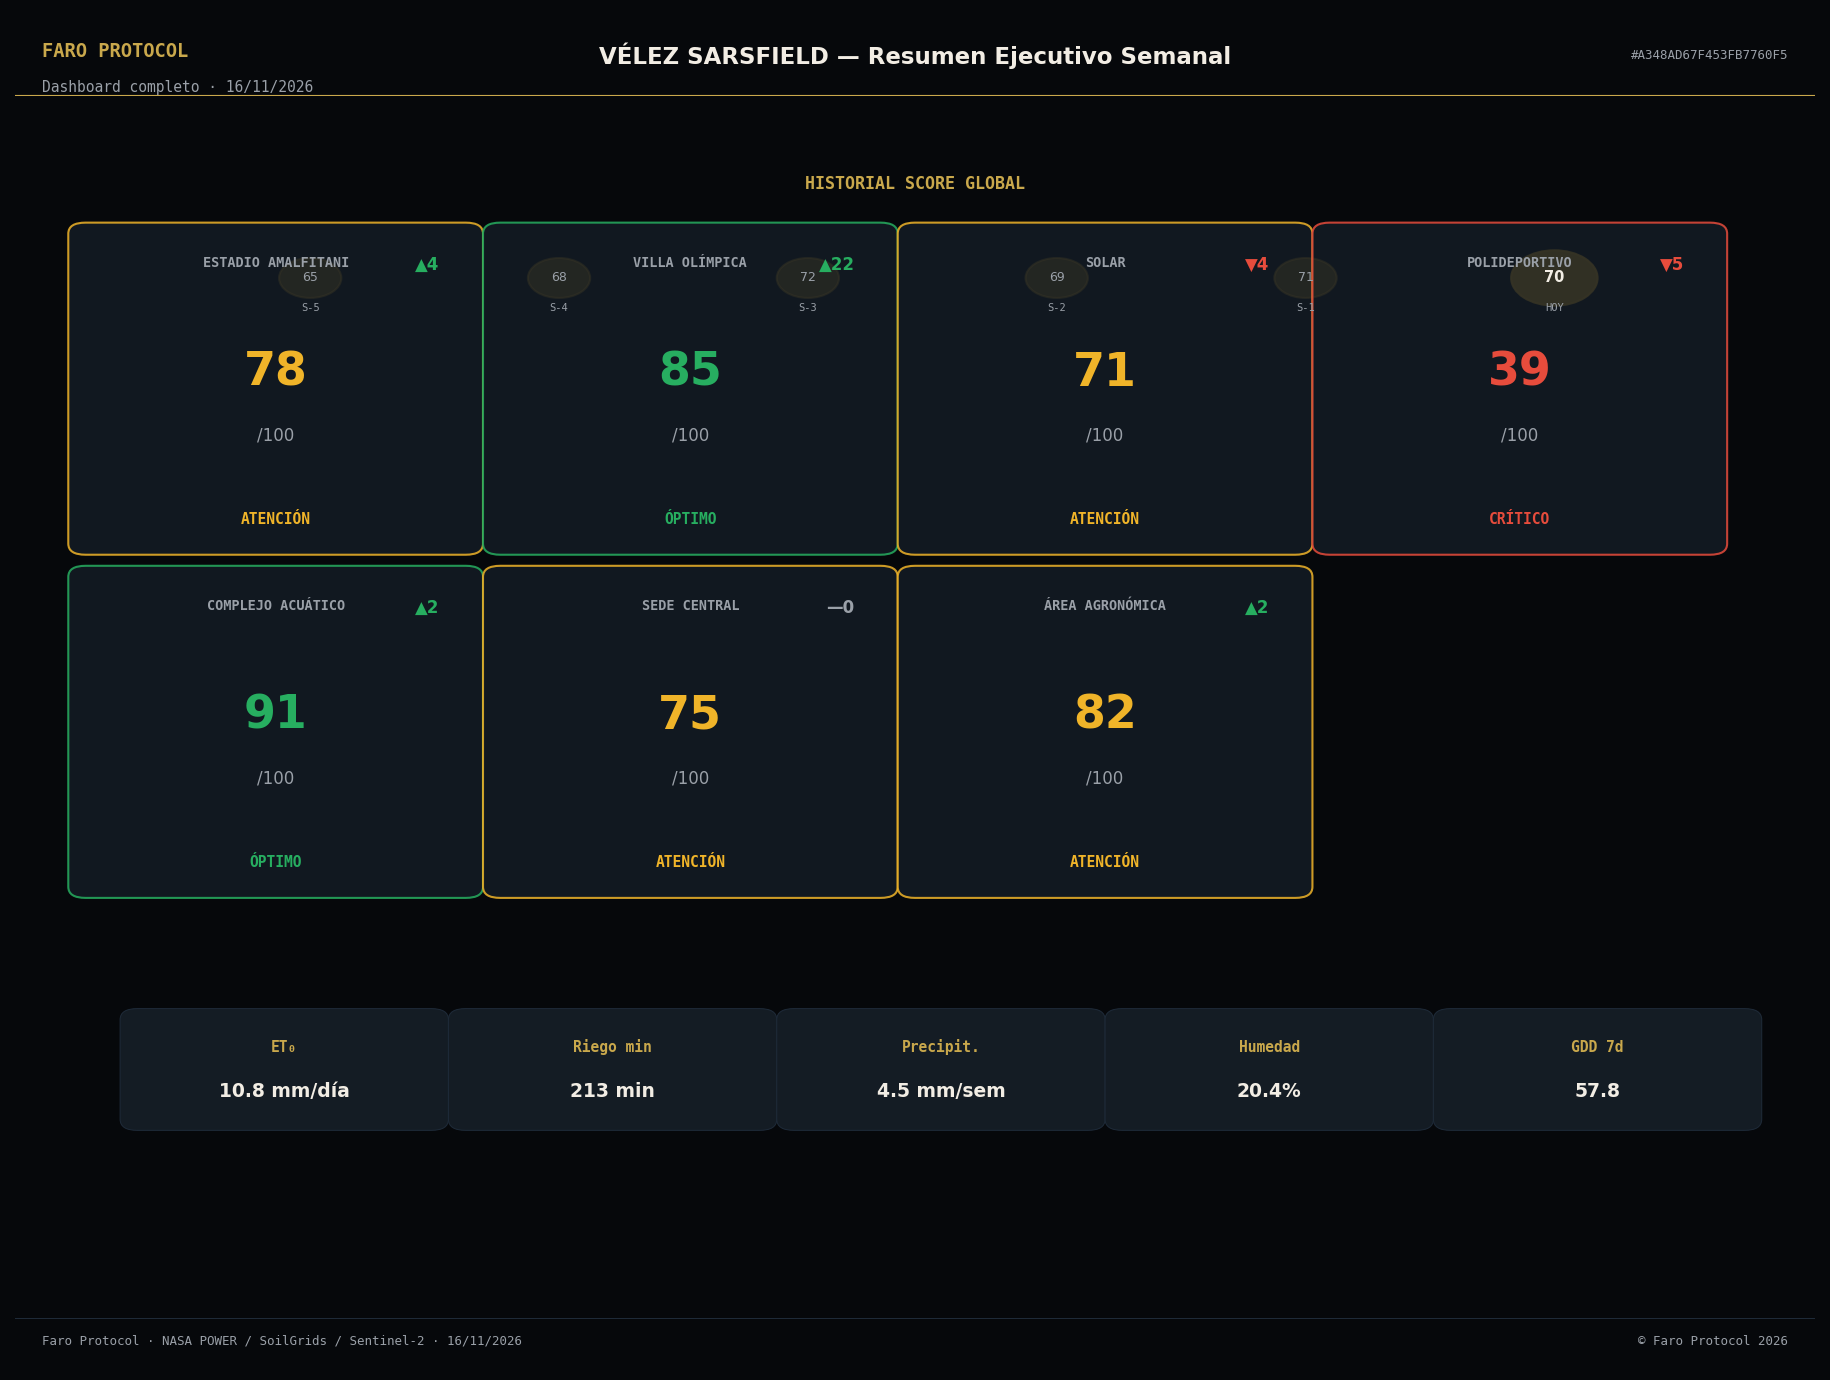 FARO PROTOCOL
Dashboard completo · 16/11/2026
VÉLEZ SARSFIELD — Resumen Ejecutivo Semanal
#A348AD67F453FB7760F5
HISTORIAL SCORE GLOBAL
65
S-5
68
S-4
72
S-3
69
S-2
71
S-1
70
HOY
ESTADIO AMALFITANI
▲4
78
/100
ATENCIÓN
VILLA OLÍMPICA
▲22
85
/100
ÓPTIMO
SOLAR
▼4
71
/100
ATENCIÓN
POLIDEPORTIVO
▼5
39
/100
CRÍTICO
COMPLEJO ACUÁTICO
▲2
91
/100
ÓPTIMO
SEDE CENTRAL
—0
75
/100
ATENCIÓN
ÁREA AGRONÓMICA
▲2
82
/100
ATENCIÓN
ET₀
10.8 mm/día
Riego min
213 min
Precipit.
4.5 mm/sem
Humedad
20.4%
GDD 7d
57.8
Faro Protocol · NASA POWER / SoilGrids / Sentinel-2 · 16/11/2026
© Faro Protocol 2026